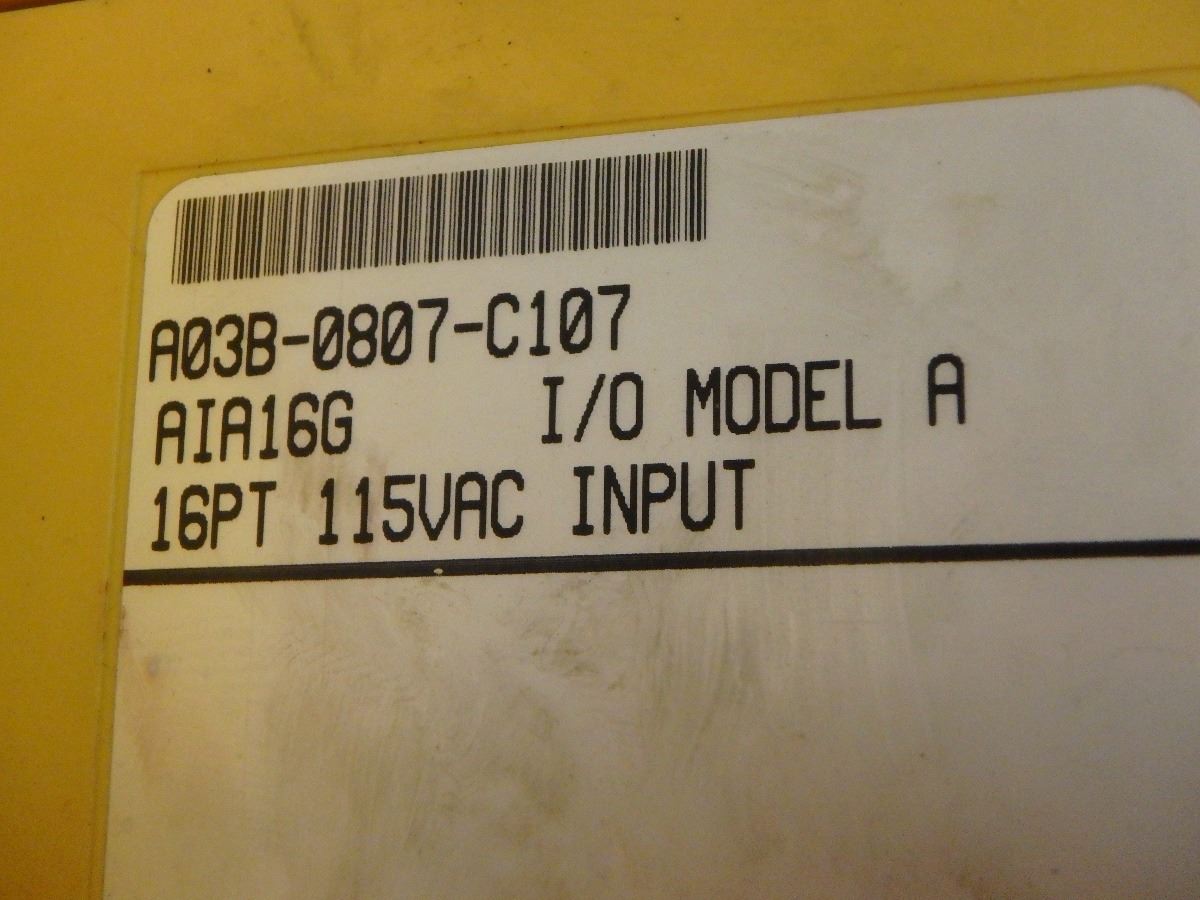 A03B-0807-C107
AIA16G I/O MODEL A
16PT 115VAC INPUT